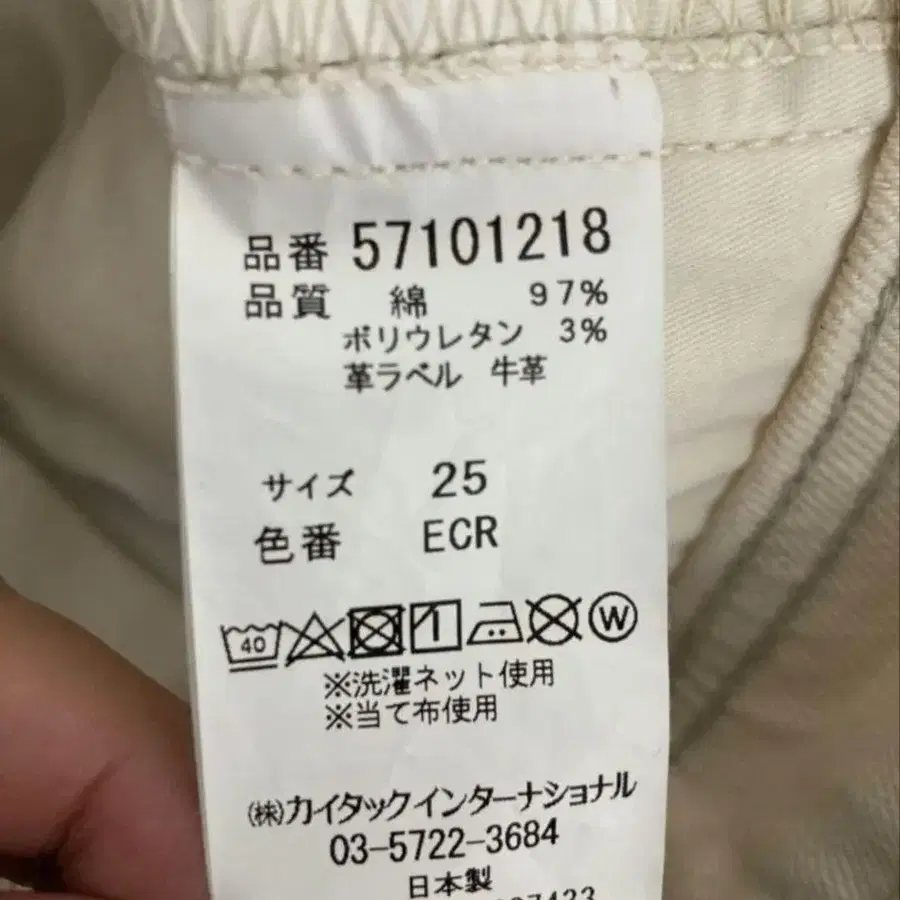 品番 57101218
品質 綿 97%
ポリウレタン 3%
革ラベル 牛革
サイズ 25
色番 ECR
40 W
※洗濯ネット使用
※当て布使用
㈱カイタックインターナショナル
03-5722-3684
日本製